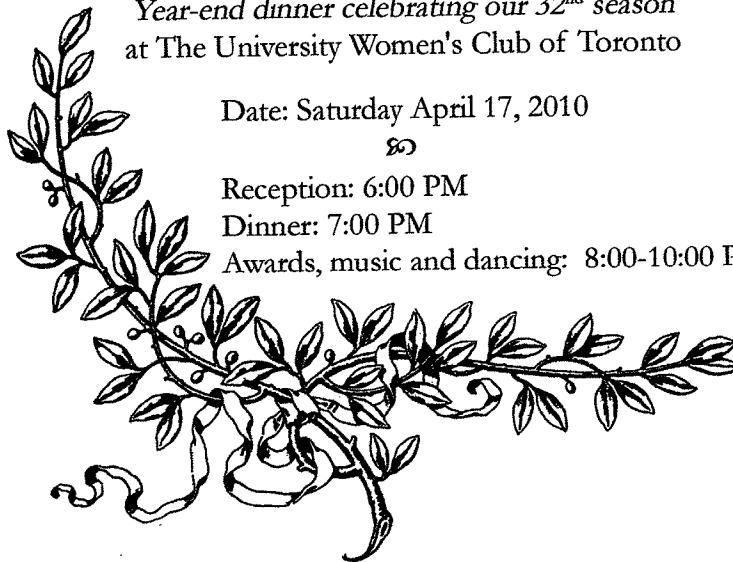 Year-end dinner celebrating our 32nd season
at The University Women's Club of Toronto
Date: Saturday April 17, 2010
Reception: 6:00 PM
Dinner: 7:00 PM
Awards, music and dancing: 8:00-10:00